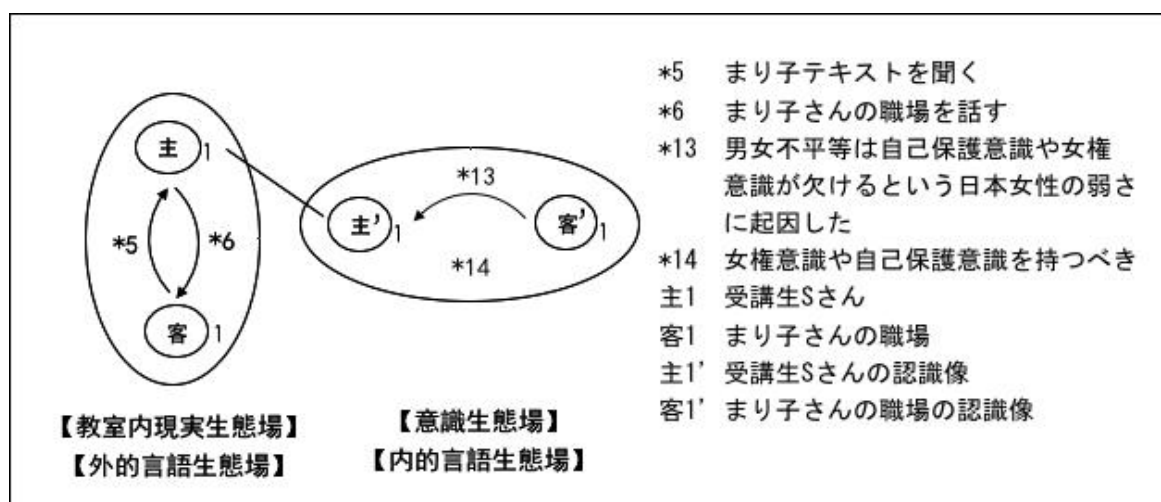 主1
*5
*6
客1
主'1
*13
客'1
*14
【教室内現実生態場】
【外的言語生態場】
【意識生態場】
【内的言語生態場】
*5 まり子テキストを聞く
*6 まり子さんの職場を話す
*13 男女不平等は自己保護意識や女権
意識が欠けるという日本女性の弱さ
に起因した
*14 女権意識や自己保護意識を持つべき
主1 受講生Sさん
客1 まり子さんの職場
主1' 受講生Sさんの認識像
客1' まり子さんの職場の認識像